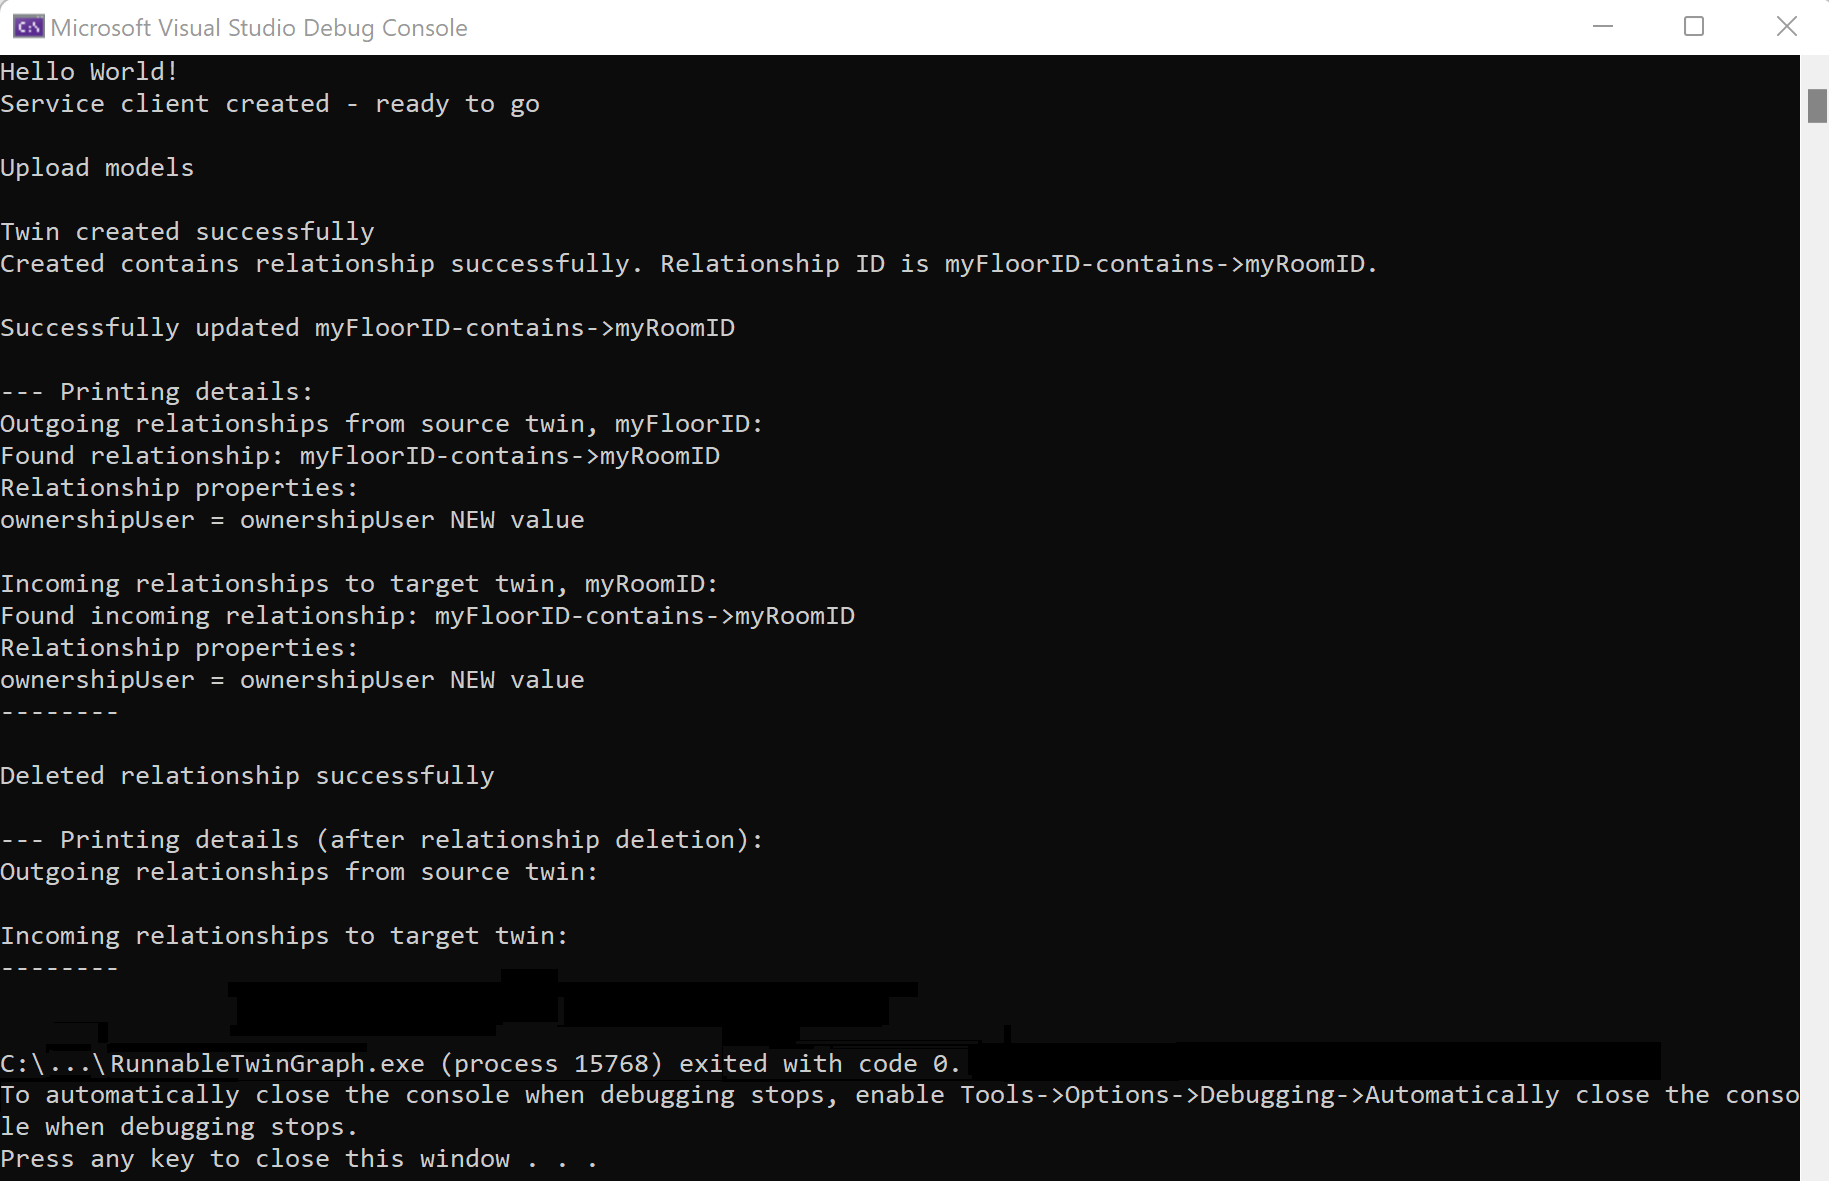 Microsoft Visual Studio Debug Console
Hello World!
Service client created - ready to go
Upload models
Twin created successfully
Created contains relationship successfully. Relationship ID is myFloorID-contains->myRoomID.
Successfully updated myFloorID-contains->myRoomID
--- Printing details:
Outgoing relationships from source twin, myFloorID:
Found relationship: myFloorID-contains->myRoomID
Relationship properties:
ownershipUser = ownershipUser NEW value
Incoming relationships to target twin, myRoomID:
Found incoming relationship: myFloorID-contains->myRoomID
Relationship properties:
ownershipUser = ownershipUser NEW value
--------
Deleted relationship successfully
--- Printing details (after relationship deletion):
Outgoing relationships from source twin:
Incoming relationships to target twin:
--------
C:\...\RunnableTwinGraph.exe (process 15768) exited with code 0.
To automatically close the console when debugging stops, enable Tools->Options->Debugging->Automatically close the conso
le when debugging stops.
Press any key to close this window . . .